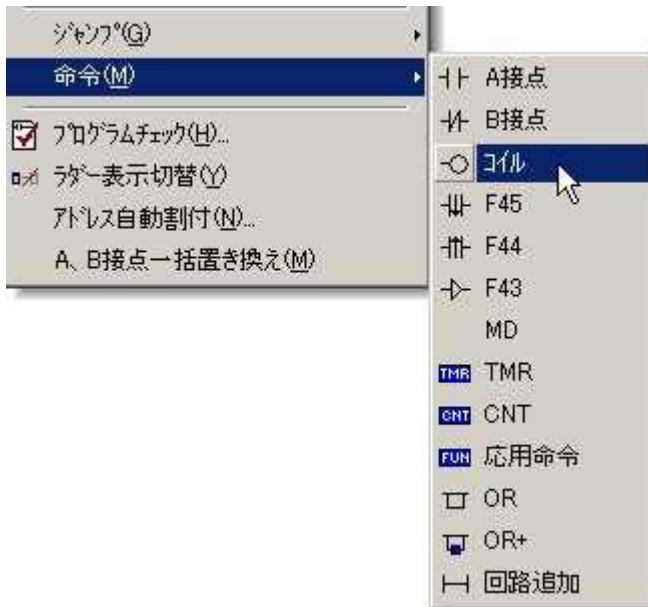 ｼﾞｬﾝﾌﾟ(G)
命令(M)
ﾌﾟﾛｸﾞﾗﾑﾁｪｯｸ(H)...
ﾗﾀﾞｰ表示切替(Y)
ｱﾄﾞﾚｽ自動割付(N)...
A、B接点一括置き換え(M)
A接点
B接点
ｺｲﾙ
F45
F44
F43
MD
TMR TMR
CNT CNT
FUN 応用命令
OR
OR+
回路追加